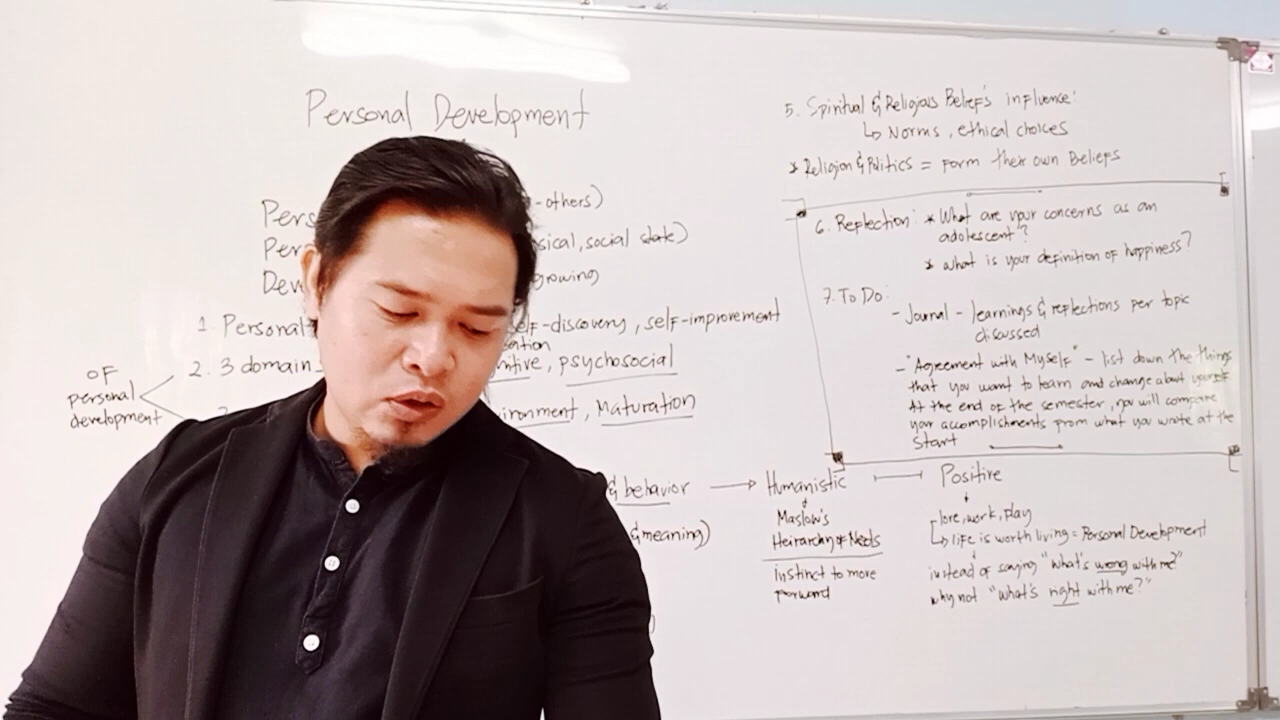 Personal Development
Pers
-others)
Per
sical, social state)
Dev
growing
1. Personal
self-discovery, self-improvement
ation
2. 3 domain
nitive, psychosocial
OF
personal
development
ironment, Maturation
& behavior → Humanistic
Positive
& meaning)
Maslow's
Heirarchy of Needs
instinct to move
forward
love, work, play
↳ life is worth living = Personal Development
instead of saying "what's wrong with me?"
why not "what's right with me?"
5. Spiritual & Religious Belief's influence:
↳ Norms, ethical choices
* Religion & Politics = form their own Beliefs
6. Reflection: * What are your concerns as an
adolescent?
* what is your definition of happiness?
7. To Do:
- Journal - learnings & reflections per topic
discussed
- "Agreement with Myself" - list down the things
that you want to learn and change about yourself
At the end of the semester, you will compare
your accomplishments from what you wrote at the
start